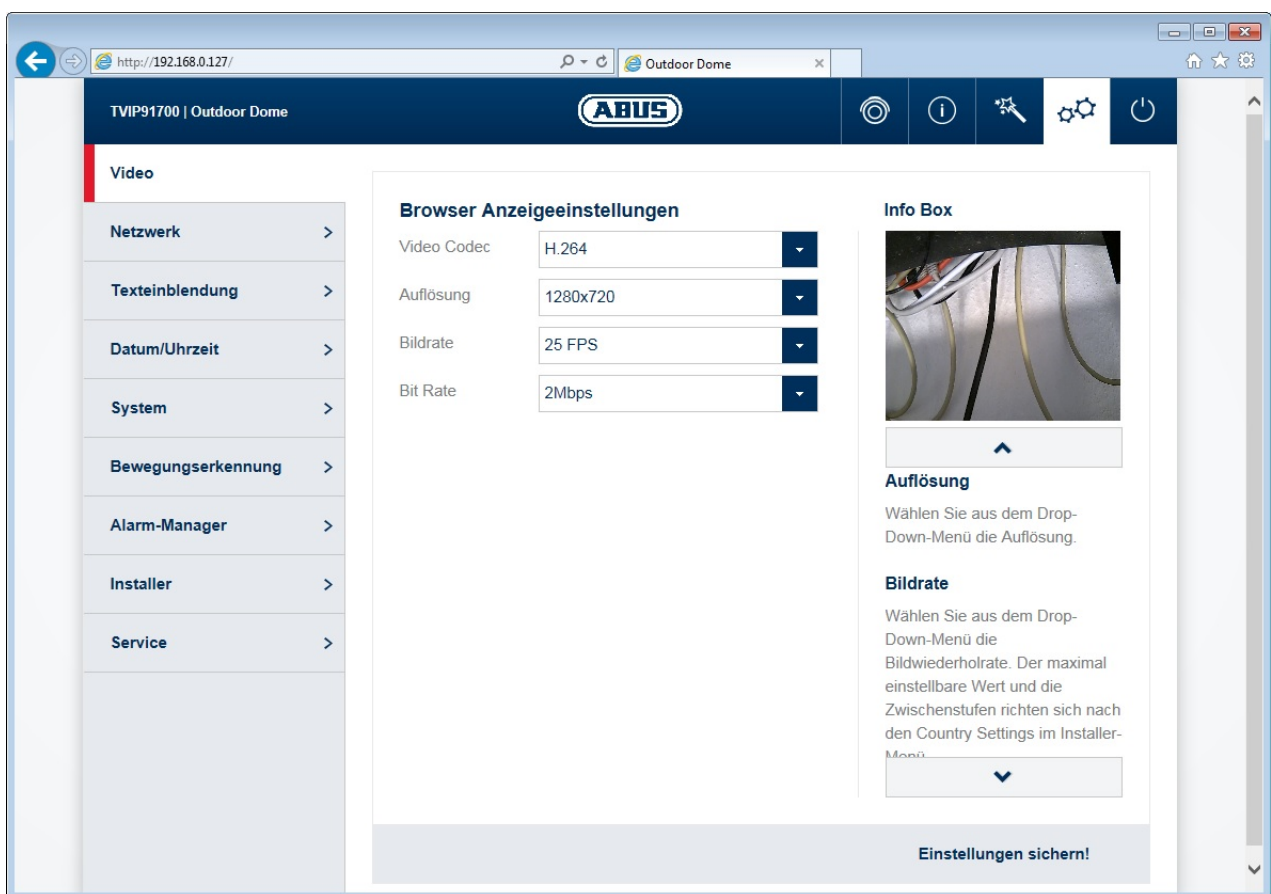 http://192.168.0.127/
Outdoor Dome
TVIP91700 | Outdoor Dome
ABUS
Video
Netzwerk
Texteinblendung
Datum/Uhrzeit
System
Bewegungserkennung
Alarm-Manager
Installer
Service
Browser Anzeigeeinstellungen
Video Codec
H.264
Auflösung
1280x720
Bildrate
25 FPS
Bit Rate
2Mbps
Info Box
Auflösung
Wählen Sie aus dem Drop-
Down-Menü die Auflösung.
Bildrate
Wählen Sie aus dem Drop-
Down-Menü die
Bildwiederholrate. Der maximal
einstellbare Wert und die
Zwischenstufen richten sich nach
den Country Settings im Installer-
Menü
Einstellungen sichern!